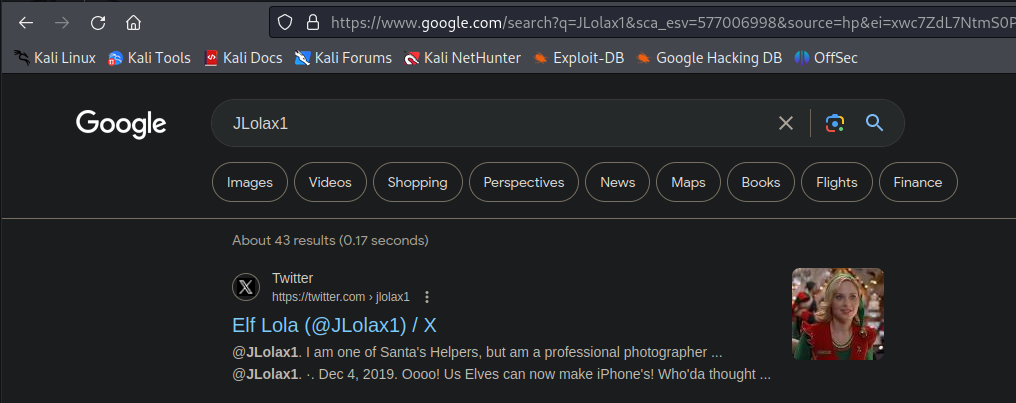 https://www.google.com/search?q=JLolax1&sca_esv=577006998&source=hp&ei=xwc7ZdL7NtmS0P
Kali Linux Kali Tools Kali Docs Kali Forums Kali NetHunter Exploit-DB Google Hacking DB OffSec
Google JLolax1
Images Videos Shopping Perspectives News Maps Books Flights Finance
About 43 results (0.17 seconds)
Twitter
https://twitter.com › jlolax1
Elf Lola (@JLolax1) / X
@JLolax1. I am one of Santa's Helpers, but am a professional photographer ...
@JLolax1. ·. Dec 4, 2019. Oooo! Us Elves can now make iPhone's! Who'da thought ...